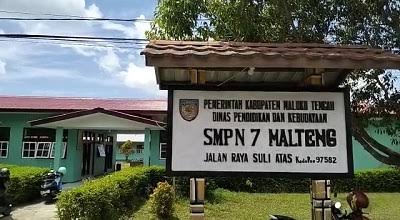 PEMERINTAH KABUPATEN MALUKU TENGAH
DINAS PENDIDIKAN DAN KEBUDAYAAN
SMPN 7 MALTENG
JALAN RAYA SULI ATAS Kode Pos 97582